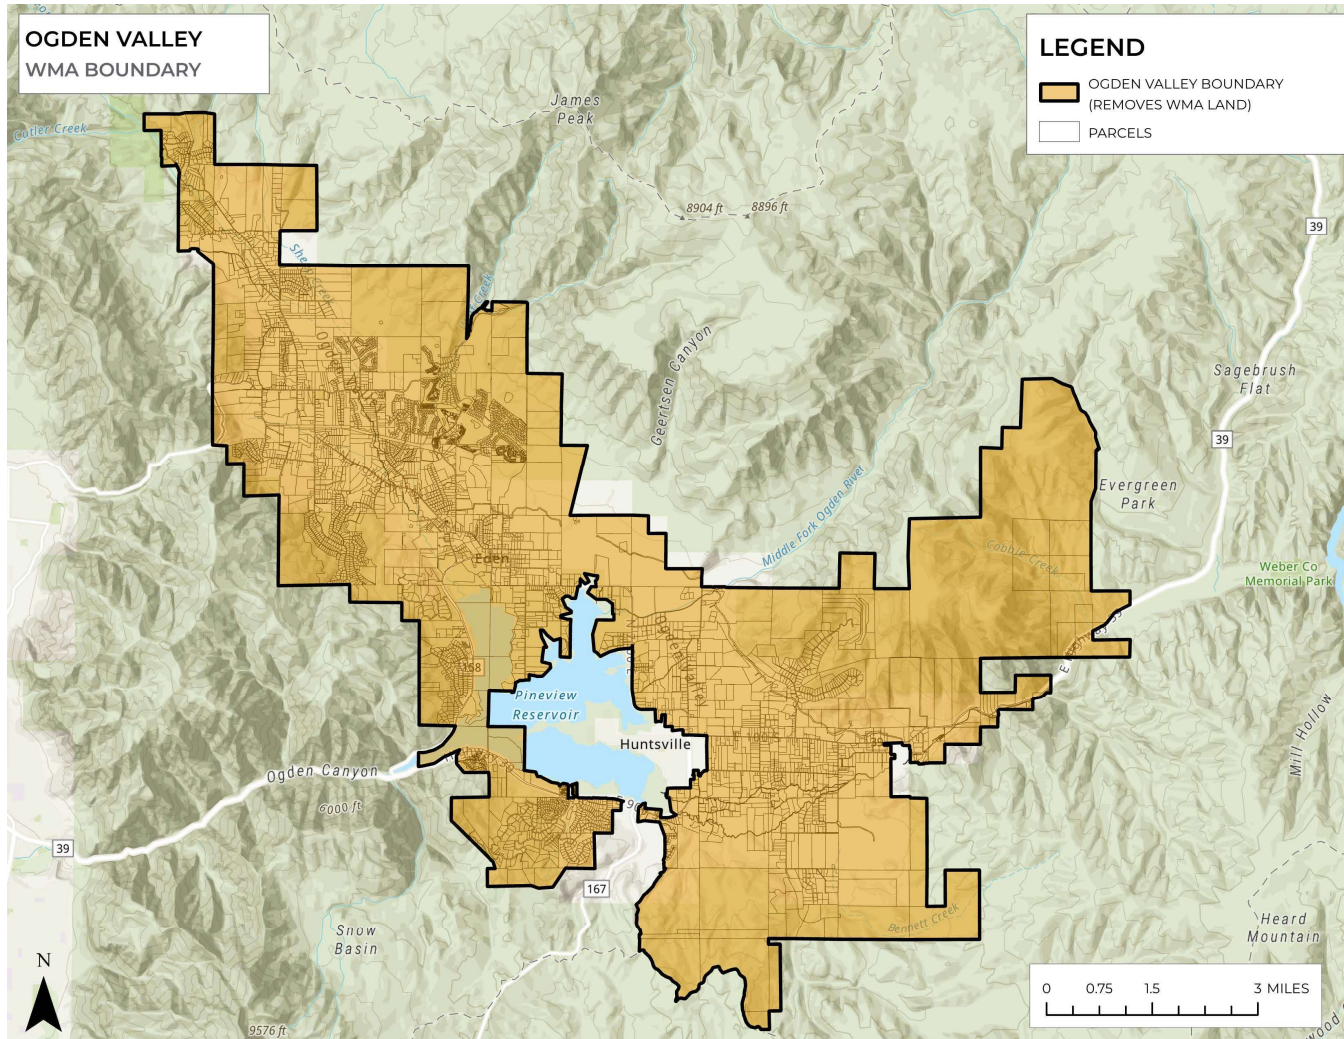 OGDEN VALLEY
WMA BOUNDARY
LEGEND
OGDEN VALLEY BOUNDARY
(REMOVES WMA LAND)
PARCELS
James
Peak
Cutler Creek
8904 ft
8896 ft
39
Creek
Geertsen Canyon
Sagebrush
Flat
39
Evergreen
Park
Middle Fork Ogden River
Cobble Creek
Eden
Weber Co
Memorial Park
158
Pineview
Reservoir
Huntsville
Ogden Canyon
6000 ft
Mill Hollow
39
167
Bennett Creek
Snow
Basin
Heard
Mountain
N
9576 ft
0 0.75 1.5 3 MILES